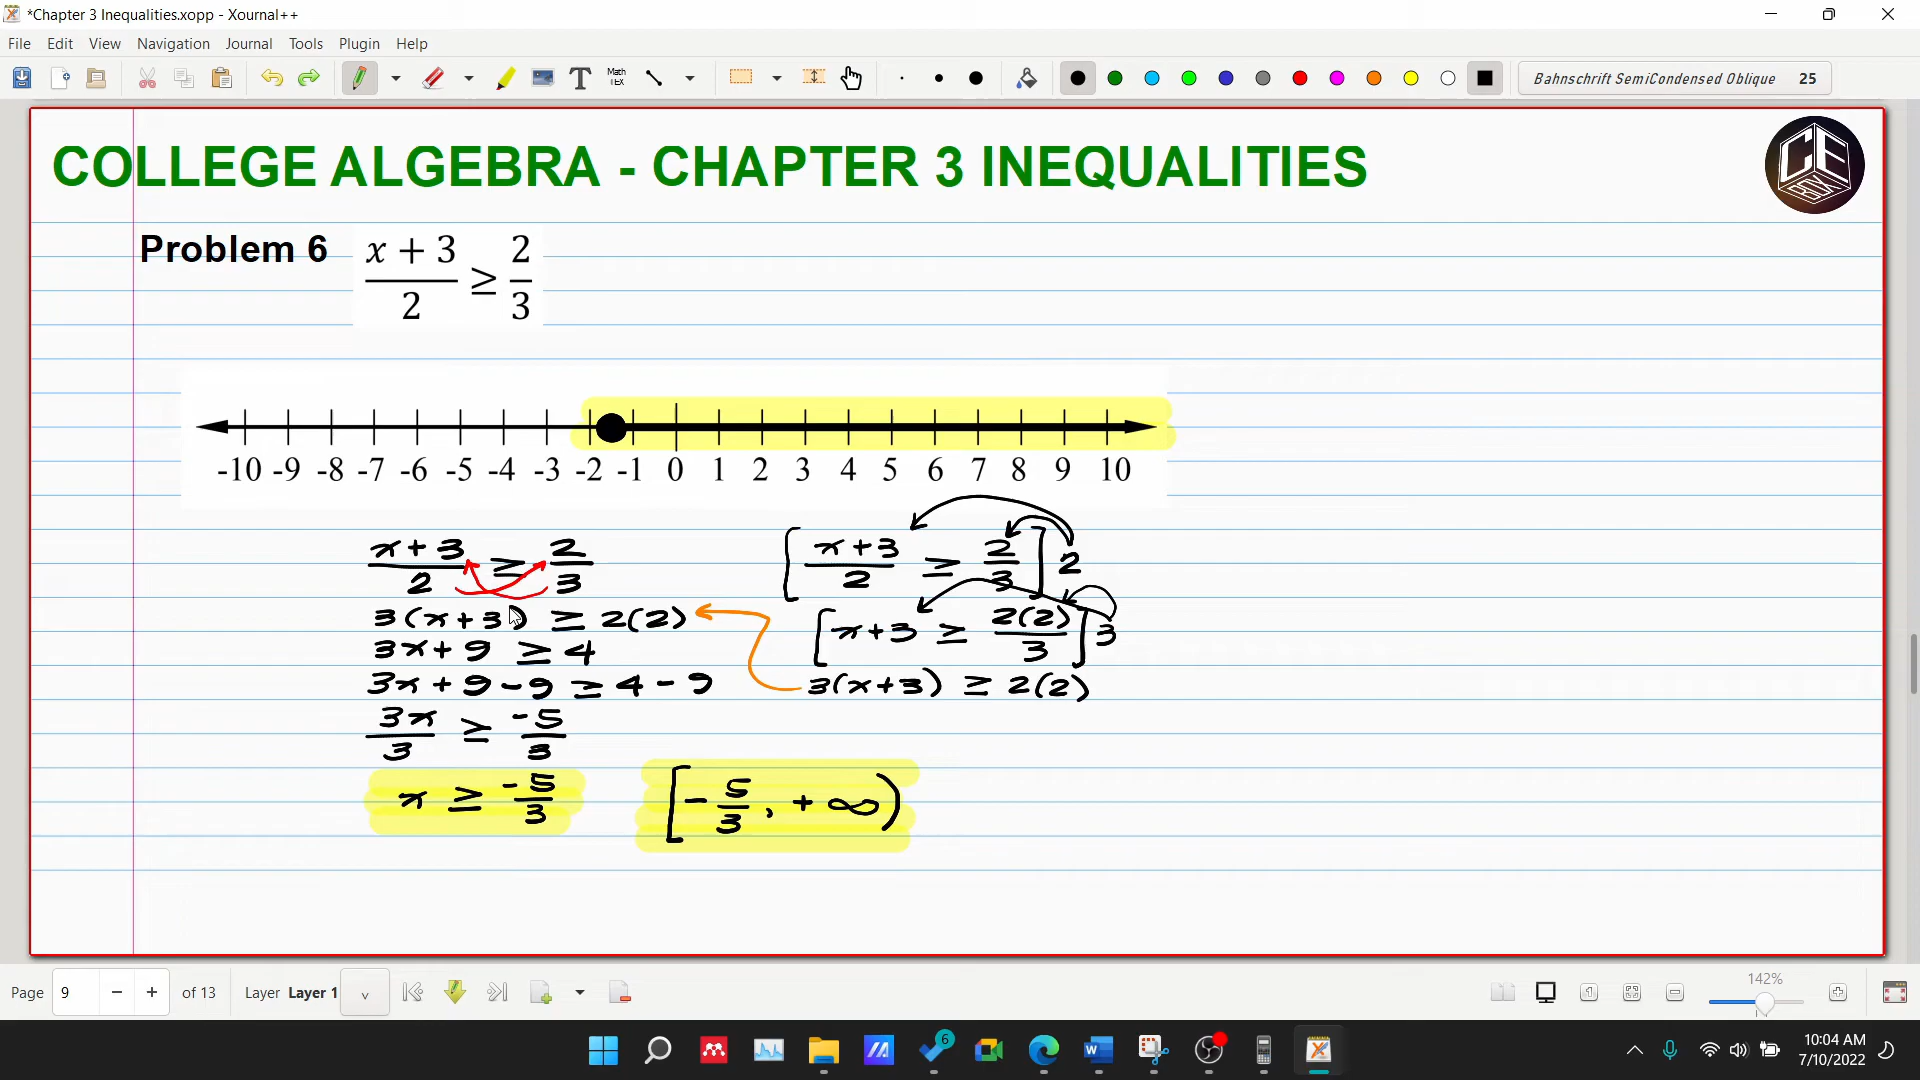 *Chapter 3 Inequalities.xopp - Xournal++
File Edit View Navigation Journal Tools Plugin Help
Math TEX
Bahnschrift SemiCondensed Oblique 25
COLLEGE ALGEBRA - CHAPTER 3 INEQUALITIES
CE BOX
Problem 6 (x + 3)/2 ≥ 2/3
-10 -9 -8 -7 -6 -5 -4 -3 -2 -1 0 1 2 3 4 5 6 7 8 9 10
(x+3)/2 ≥ 2/3
3(x+3) ≥ 2(2)
3x+9 ≥ 4
3x+9-9 ≥ 4-9
3x/3 ≥ -5/3
x ≥ -5/3
[-5/3, +∞)
[(x+3)/2 ≥ 2/3]2
[x+3 ≥ 2(2)/3]3
3(x+3) ≥ 2(2)
Page 9 of 13 Layer Layer 1
142%
6
10:04 AM
7/10/2022